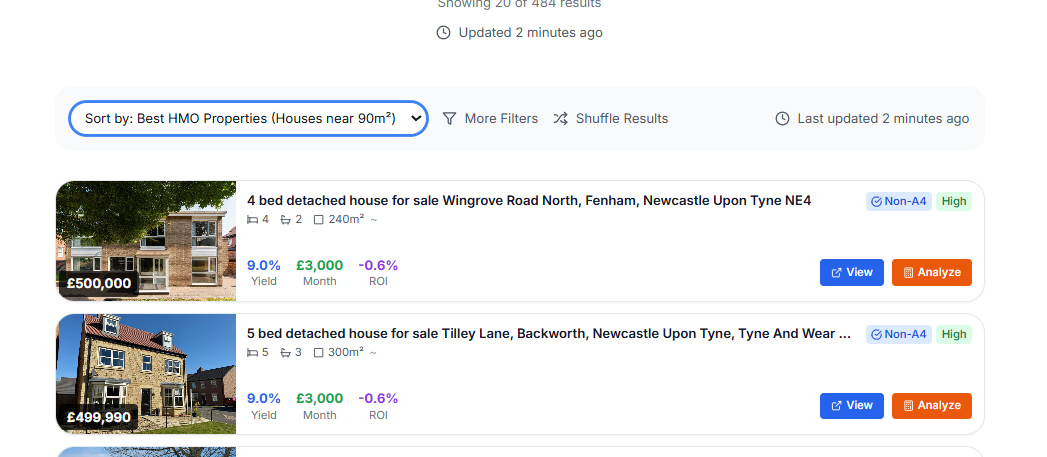 Showing 20 of 484 results
Updated 2 minutes ago
Sort by: Best HMO Properties (Houses near 90m²)
More Filters
Shuffle Results
Last updated 2 minutes ago
4 bed detached house for sale Wingrove Road North, Fenham, Newcastle Upon Tyne NE4
Non-A4
High
4
2
240m² ~
9.0%
£3,000
-0.6%
Yield
Month
ROI
£500,000
View
Analyze
5 bed detached house for sale Tilley Lane, Backworth, Newcastle Upon Tyne, Tyne And Wear ...
Non-A4
High
5
3
300m² ~
9.0%
£3,000
-0.6%
Yield
Month
ROI
£499,990
View
Analyze